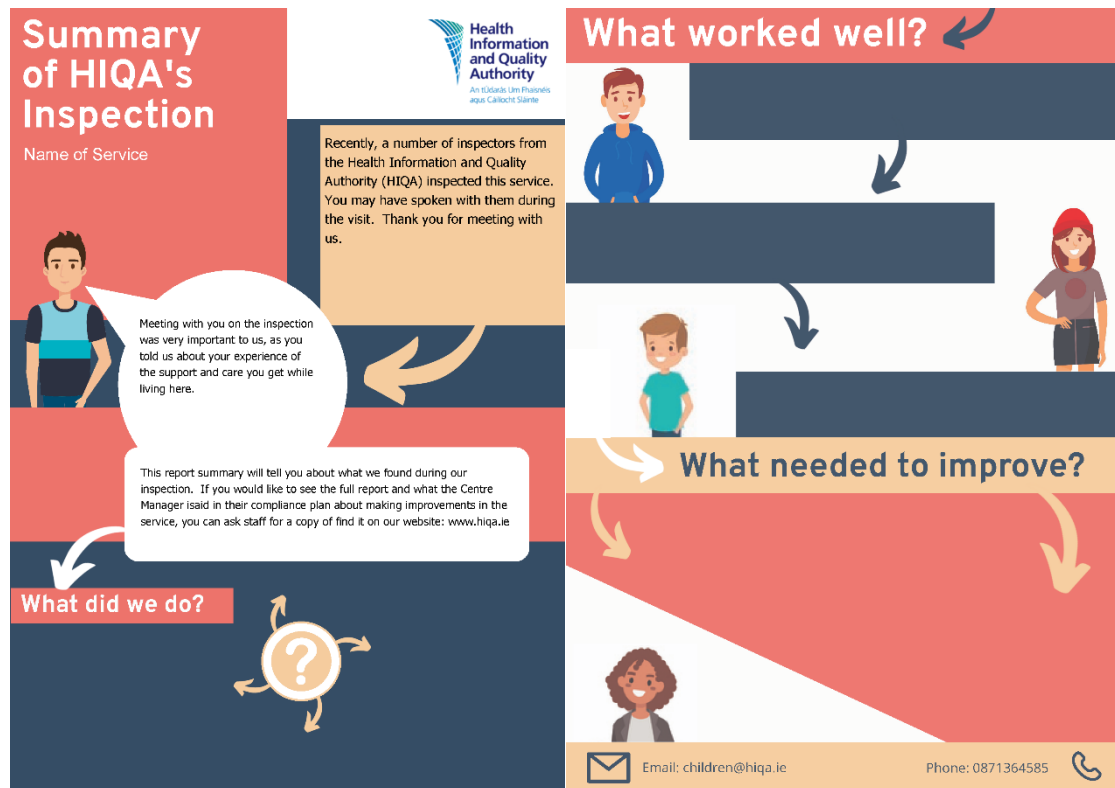 Summary
of HIQA's
Inspection
Name of Service
Health
Information
and Quality
Authority
An tÚdarás Um Fhaisnéis
agus Cáilíocht Sláinte
Recently, a number of inspectors from
the Health Information and Quality
Authority (HIQA) inspected this service.
You may have spoken with them during
the visit.  Thank you for meeting with
us.
Meeting with you on the inspection
was very important to us, as you
told us about your experience of
the support and care you get while
living here.
This report summary will tell you about what we found during our
inspection.  If you would like to see the full report and what the Centre
Manager isaid in their compliance plan about making improvements in the
service, you can ask staff for a copy of find it on our website: www.hiqa.ie
What did we do?
?
What worked well?
What needed to improve?
Email: children@hiqa.ie
Phone: 0871364585